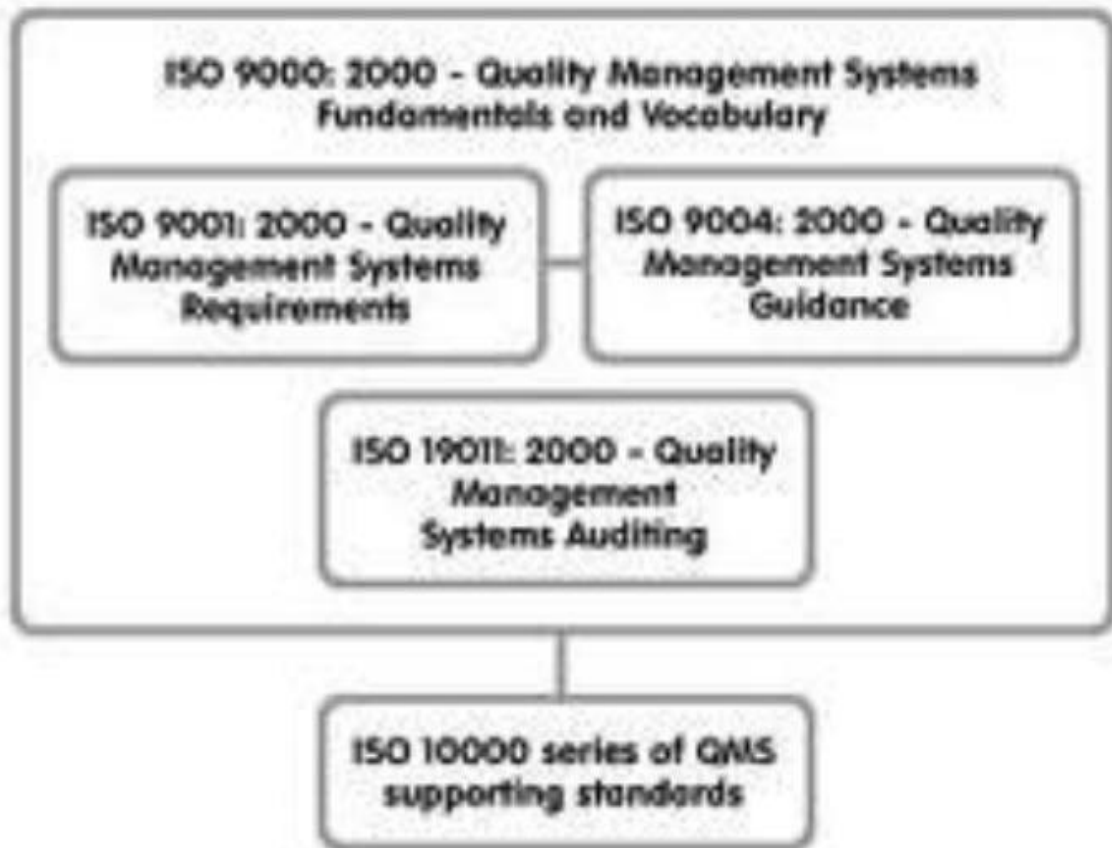 ISO 9000: 2000 - Quality Management Systems
Fundamentals and Vocabulary
ISO 9001: 2000 - Quality
Management Systems
Requirements
ISO 9004: 2000 - Quality
Management Systems
Guidance
ISO 19011: 2000 - Quality
Management
Systems Auditing
ISO 10000 series of QMS
supporting standards